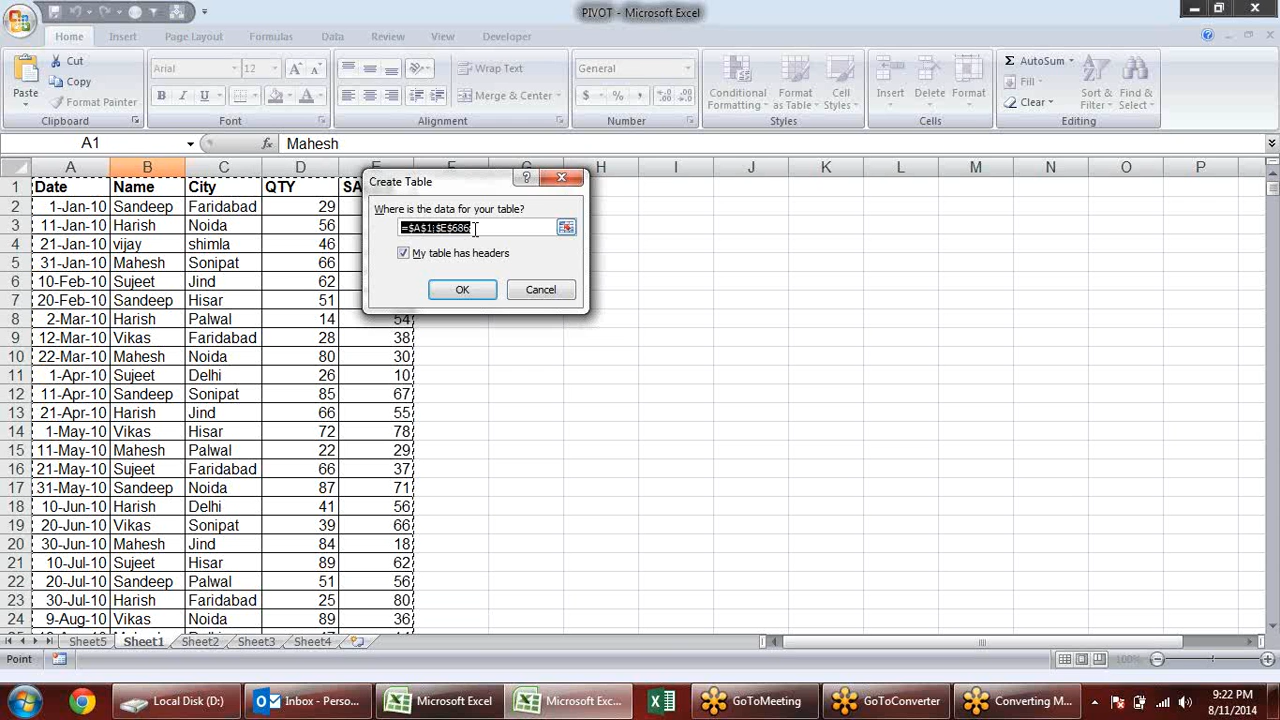 PIVOT - Microsoft Excel
Home Insert Page Layout Formulas Data Review View Developer
Paste Cut Arial 12 Wrap Text General Conditional Formatting Format as Table Cell Styles Insert Delete Format AutoSum Sort & Filter Find & Select
Copy Fill
Format Painter B I U A Merge & Center $ % , Clear
Clipboard Font Alignment Number Styles Cells Editing
A1 fx Mahesh
A B C D E F G H I J K L M N O P
1 Date Name City QTY SA
2 1-Jan-10 Sandeep Faridabad 29
3 11-Jan-10 Harish Noida 56
4 21-Jan-10 vijay shimla 46
5 31-Jan-10 Mahesh Sonipat 66
6 10-Feb-10 Sujeet Jind 62
7 20-Feb-10 Sandeep Hisar 51
8 2-Mar-10 Harish Palwal 14 54
9 12-Mar-10 Vikas Faridabad 28 38
10 22-Mar-10 Mahesh Noida 80 30
11 1-Apr-10 Sujeet Delhi 26 10
12 11-Apr-10 Sandeep Sonipat 85 67
13 21-Apr-10 Harish Jind 66 55
14 1-May-10 Vikas Hisar 72 78
15 11-May-10 Mahesh Palwal 22 29
16 21-May-10 Sujeet Faridabad 66 37
17 31-May-10 Sandeep Noida 87 71
18 10-Jun-10 Harish Delhi 41 56
19 20-Jun-10 Vikas Sonipat 39 66
20 30-Jun-10 Mahesh Jind 84 18
21 10-Jul-10 Sujeet Hisar 89 62
22 20-Jul-10 Sandeep Palwal 51 56
23 30-Jul-10 Harish Faridabad 25 80
24 9-Aug-10 Vikas Noida 89 36
Create Table
Where is the data for your table?
=$A$1:$E$686
My table has headers
OK Cancel
Sheet5 Sheet1 Sheet2 Sheet3 Sheet4
Point 100%
Local Disk (D:) Inbox - Perso... Microsoft Excel Microsoft Exc... GoToMeeting GoToConverter Converting M...
9:22 PM
8/11/2014